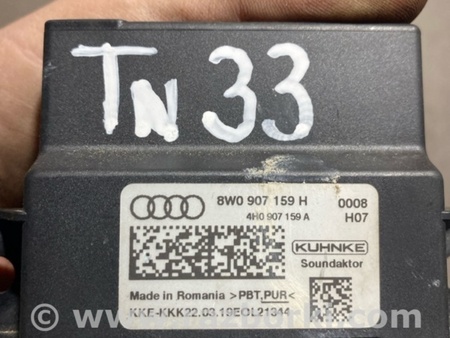 TN 33
8W0 907 159 H 0008
4H0 907 159 A H07
KUHNKE
Soundaktor
Made in Romania >PBT,PUR<
KKE-KKK22.03.19EOL21344